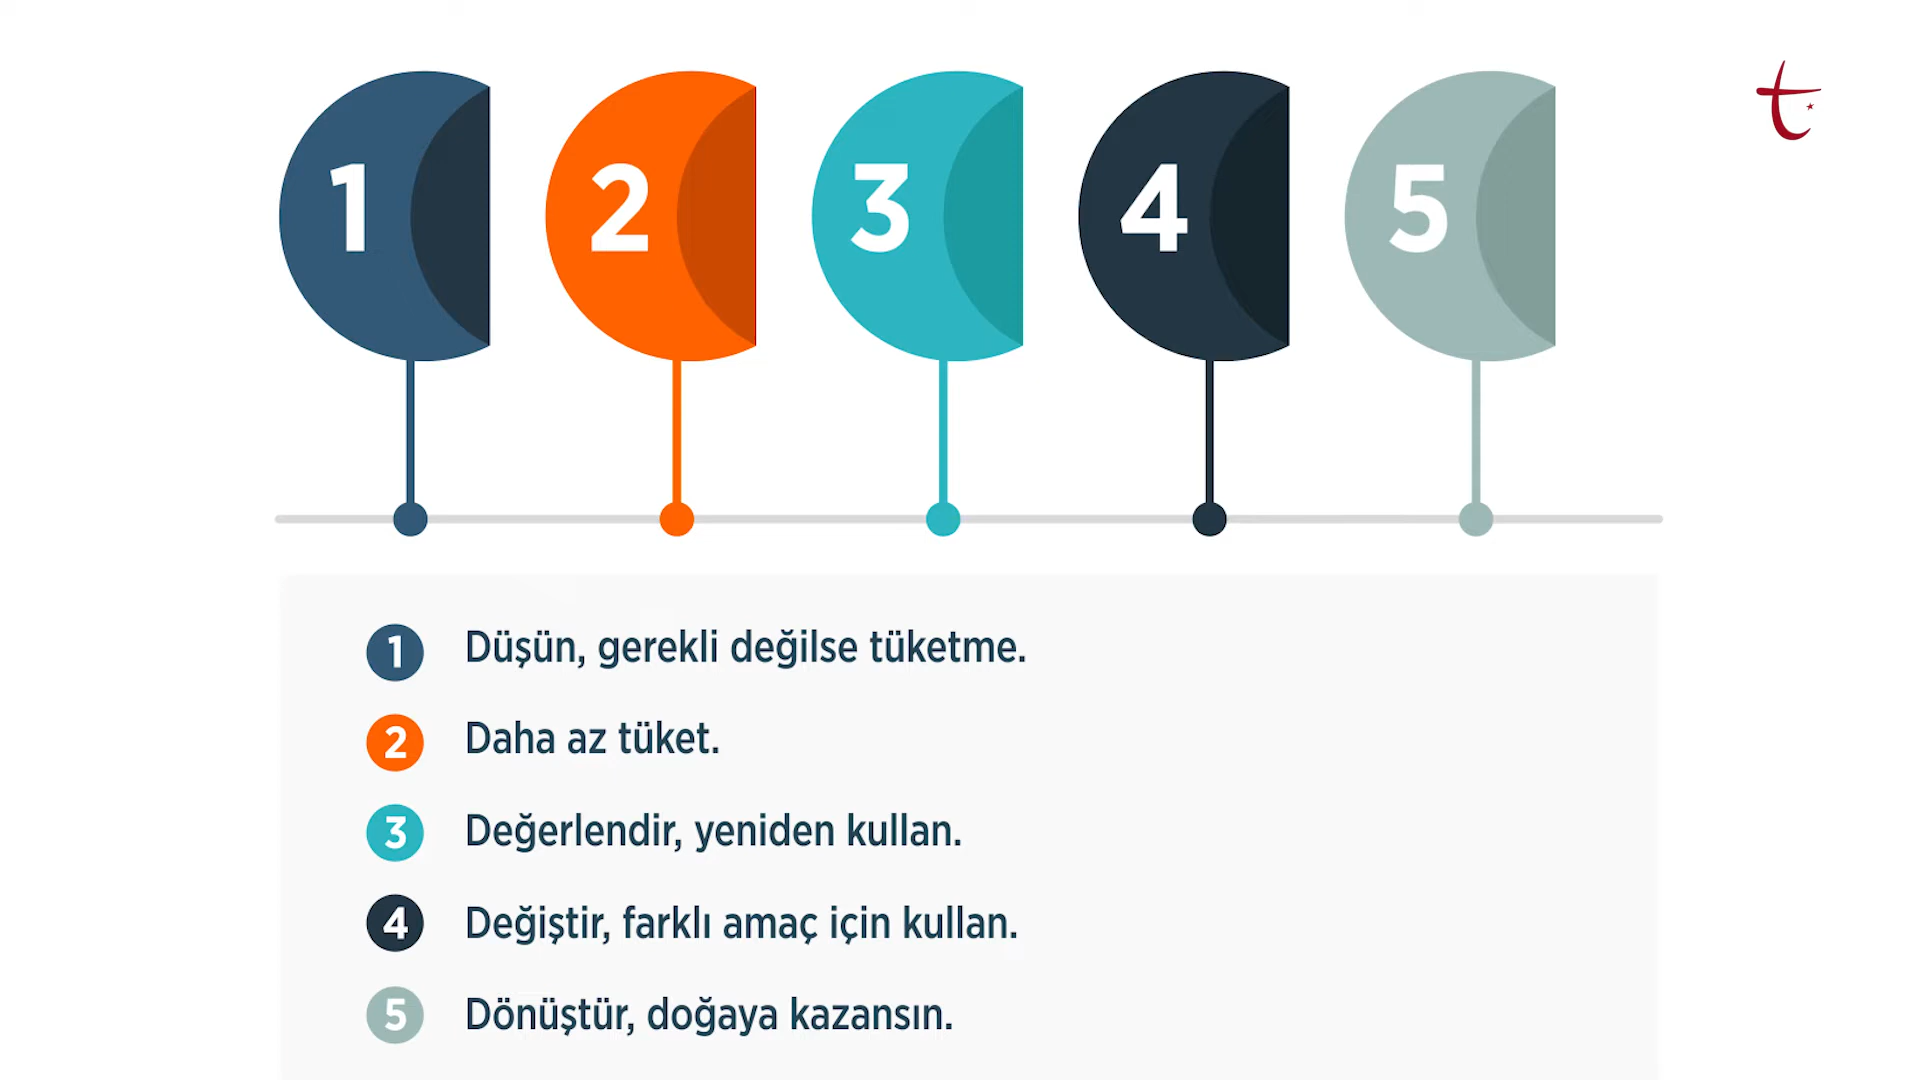 1 2 3 4 5
1 Düşün, gerekli değilse tüketme.
2 Daha az tüket.
3 Değerlendir, yeniden kullan.
4 Değiştir, farklı amaç için kullan.
5 Dönüştür, doğaya kazansın.